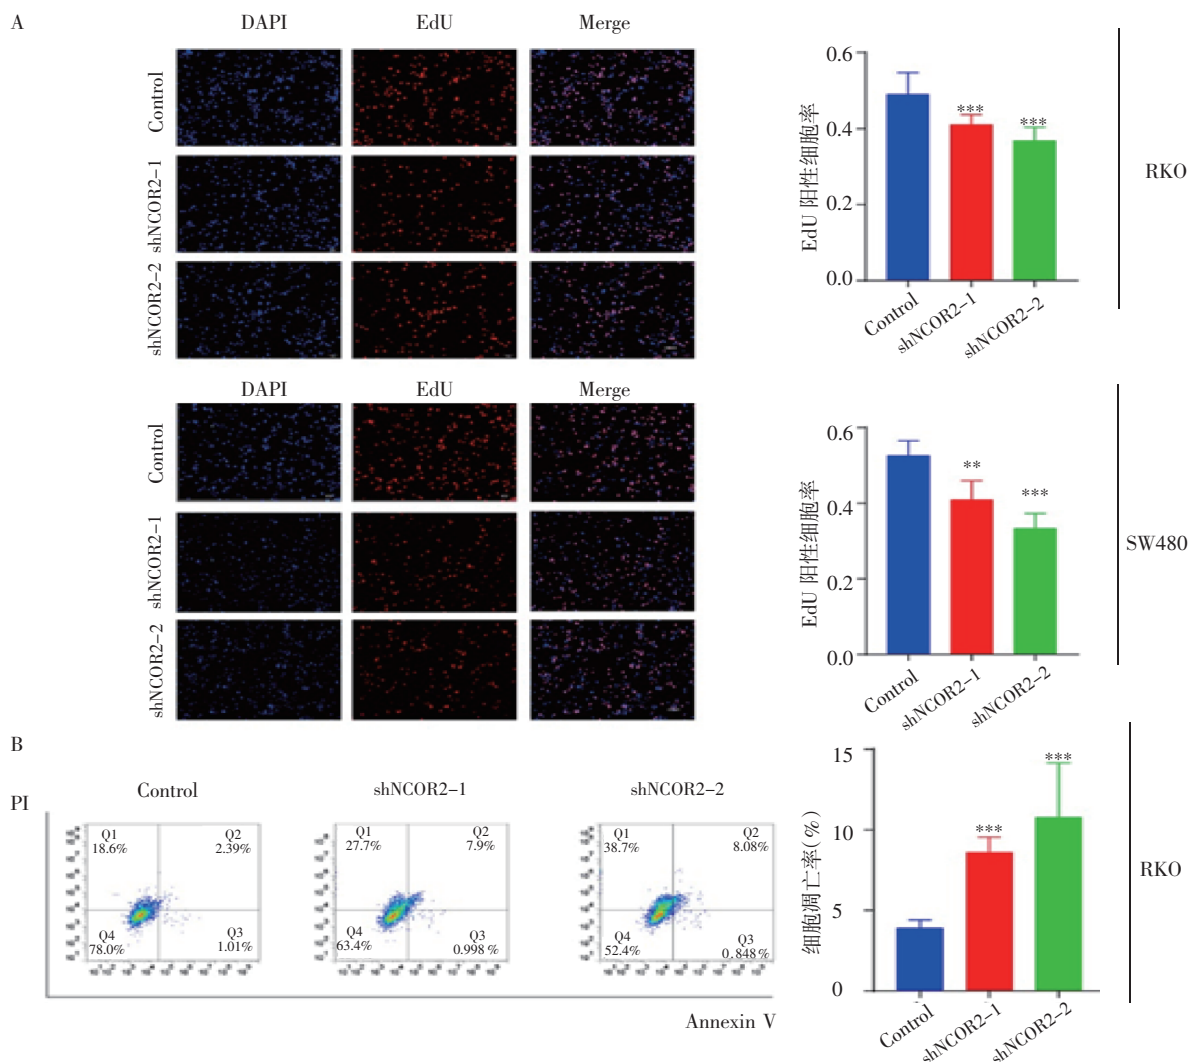 A
DAPI EdU Merge
Control
shNCOR2-1
shNCOR2-2
EdU 阳性细胞率
0.6
0.4
0.2
0.0
***
***
Control
shNCOR2-1
shNCOR2-2
RKO
DAPI EdU Merge
Control
shNCOR2-1
shNCOR2-2
EdU 阳性细胞率
0.6
0.4
0.2
0.0
**
***
Control
shNCOR2-1
shNCOR2-2
SW480
B
PI
Control
Q1
18.6%
Q2
2.39%
Q4
78.0%
Q3
1.01%
shNCOR2-1
Q1
27.7%
Q2
7.9%
Q4
63.4%
Q3
0.998%
shNCOR2-2
Q1
38.7%
Q2
8.08%
Q4
52.4%
Q3
0.848%
Annexin V
细胞凋亡率(%)
15
10
5
0
***
***
Control
shNCOR2-1
shNCOR2-2
RKO